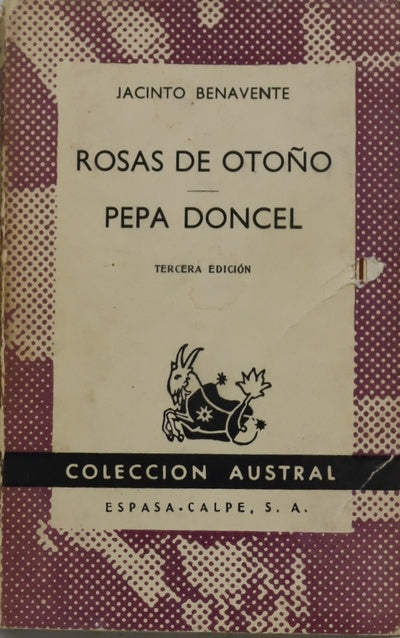 JACINTO BENAVENTE
ROSAS DE OTOÑO
PEPA DONCEL
TERCERA EDICIÓN
COLECCION AUSTRAL
ESPASA-CALPE, S. A.